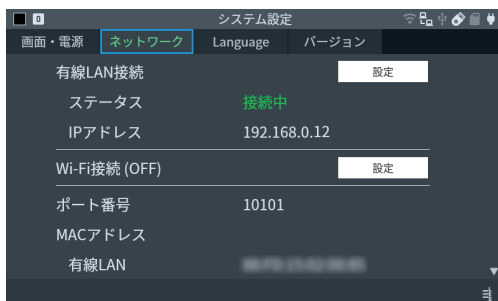 0 システム設定
画面・電源 ネットワーク Language バージョン
有線LAN接続 設定
ステータス 接続中
IPアドレス 192.168.0.12
Wi-Fi接続 (OFF) 設定
ポート番号 10101
MACアドレス
有線LAN